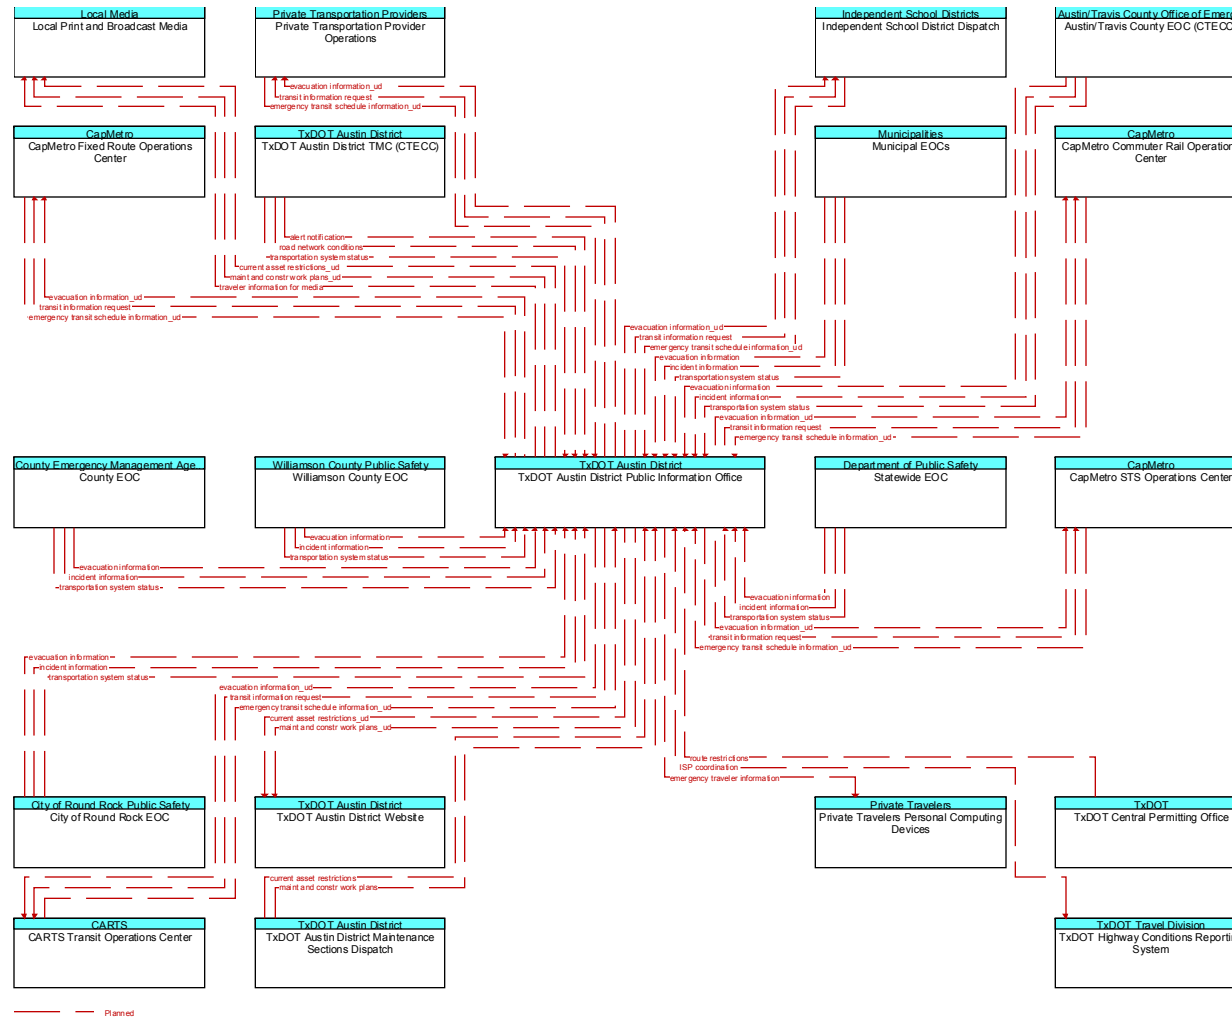 Local Media
Local Print and Broadcast Media
Private Transportation Providers
Private Transportation Provider
Operations
Independent School Districts
Independent School District Dispatch
Austin/Travis County Office of Emerg
Austin/Travis County EOC (CTECC
evacuation information_ud
transit information request
emergency transit schedule information_ud
CapMetro
CapMetro Fixed Route Operations
Center
TxDOT Austin District
TxDOT Austin District TMC (CTECC)
Municipalities
Municipal EOCs
CapMetro
CapMetro Commuter Rail Operation
Center
alert notification
road network conditions
transportation system status
current asset restrictions_ud
maint and constr work plans_ud
traveler information for media
evacuation information_ud
transit information request
emergency transit schedule information_ud
evacuation information_ud
transit information request
emergency transit schedule information_ud
evacuation information
incident information
transportation system status
evacuation information
incident information
transportation system status
evacuation information_ud
transit information request
emergency transit schedule information_ud
County Emergency Management Age
County EOC
Williamson County Public Safety
Williamson County EOC
TxDOT Austin District
TxDOT Austin District Public Information Office
Department of Public Safety
Statewide EOC
CapMetro
CapMetro STS Operations Center
evacuation information
incident information
transportation system status
evacuation information
incident information
transportation system status
evacuation information
incident information
transportation system status
evacuation information_ud
transit information request
emergency transit schedule information_ud
evacuation information
incident information
transportation system status
evacuation information_ud
transit information request
emergency transit schedule information_ud
current asset restrictions_ud
maint and constr work plans_ud
route restrictions
ISP coordination
emergency traveler information
City of Round Rock Public Safety
City of Round Rock EOC
TxDOT Austin District
TxDOT Austin District Website
Private Travelers
Private Travelers Personal Computing
Devices
TxDOT
TxDOT Central Permitting Office
current asset restrictions
maint and constr work plans
CARTS
CARTS Transit Operations Center
TxDOT Austin District
TxDOT Austin District Maintenance
Sections Dispatch
TxDOT Travel Division
TxDOT Highway Conditions Reportin
System
Planned